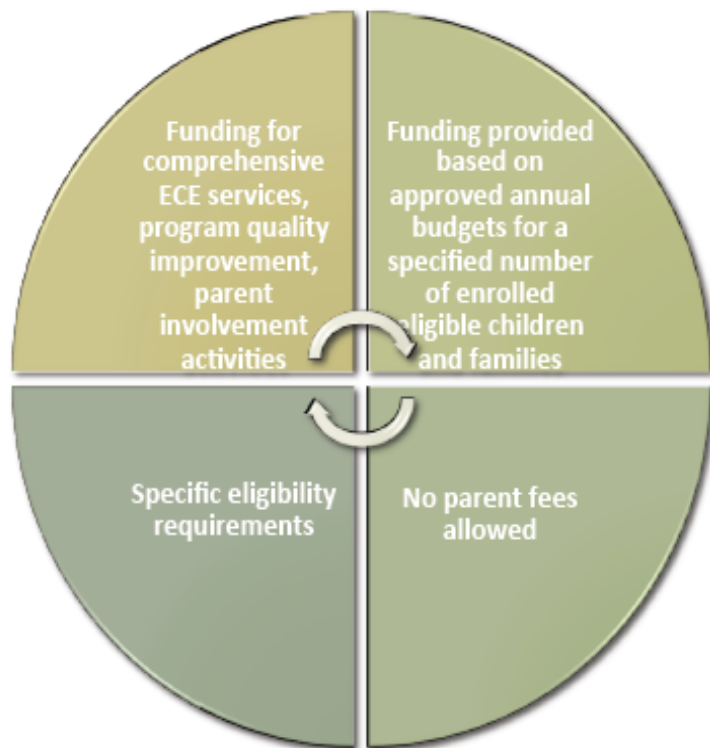 Funding for
comprehensive
ECE services,
program quality
improvement,
parent
involvement
activities
Funding provided
based on
approved annual
budgets for a
specified number
of enrolled
eligible children
and families
Specific eligibility
requirements
No parent fees
allowed